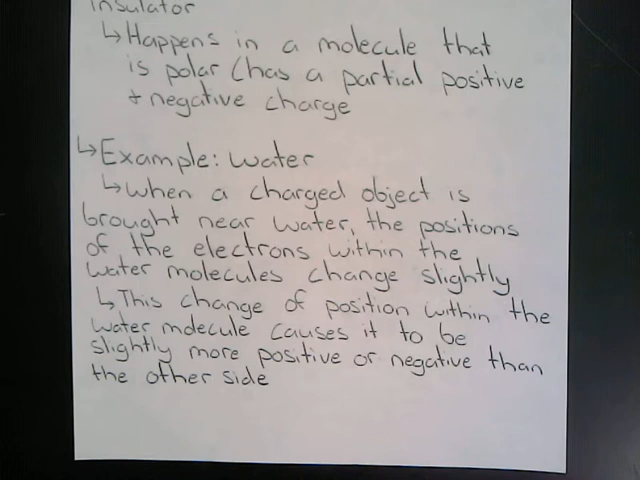 insulator
↳ Happens in a molecule that
is polar (has a partial positive
+ negative charge
↳ Example: water
↳ when a charged object is
brought near water, the positions
of the electrons within the
water molecules change slightly
↳ This change of position within the
water molecule causes it to be
slightly more positive or negative than
the other side